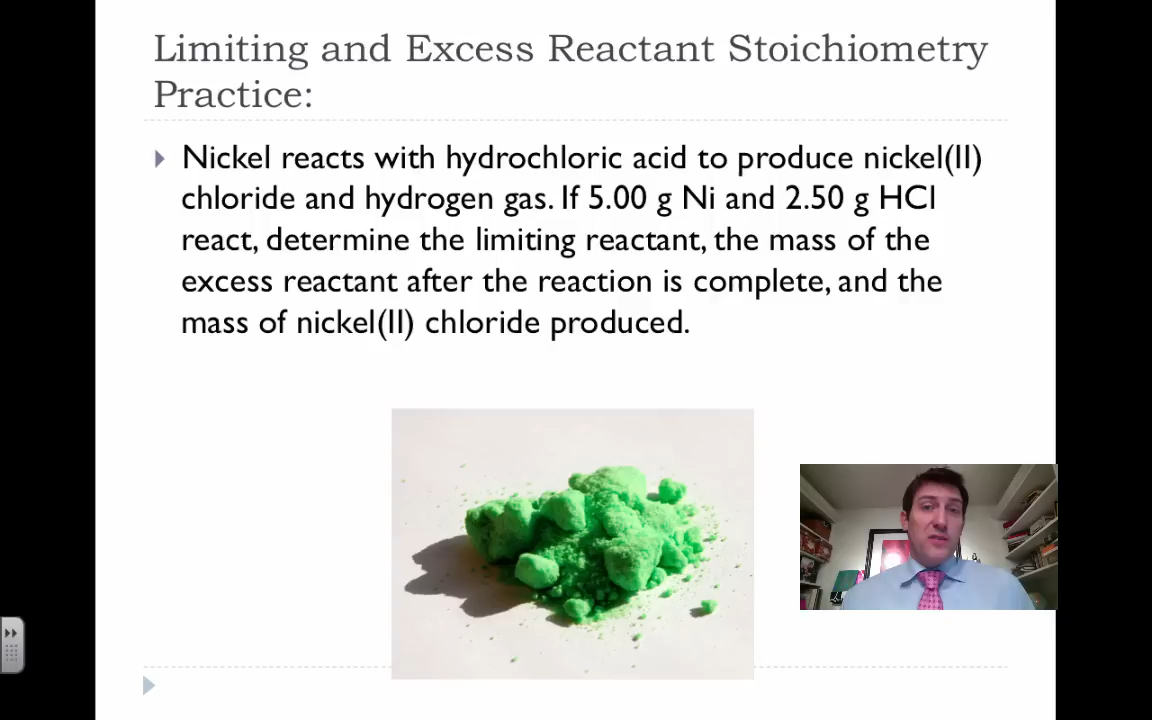 Limiting and Excess Reactant Stoichiometry
Practice:
Nickel reacts with hydrochloric acid to produce nickel(II)
chloride and hydrogen gas. If 5.00 g Ni and 2.50 g HCl
react, determine the limiting reactant, the mass of the
excess reactant after the reaction is complete, and the
mass of nickel(II) chloride produced.